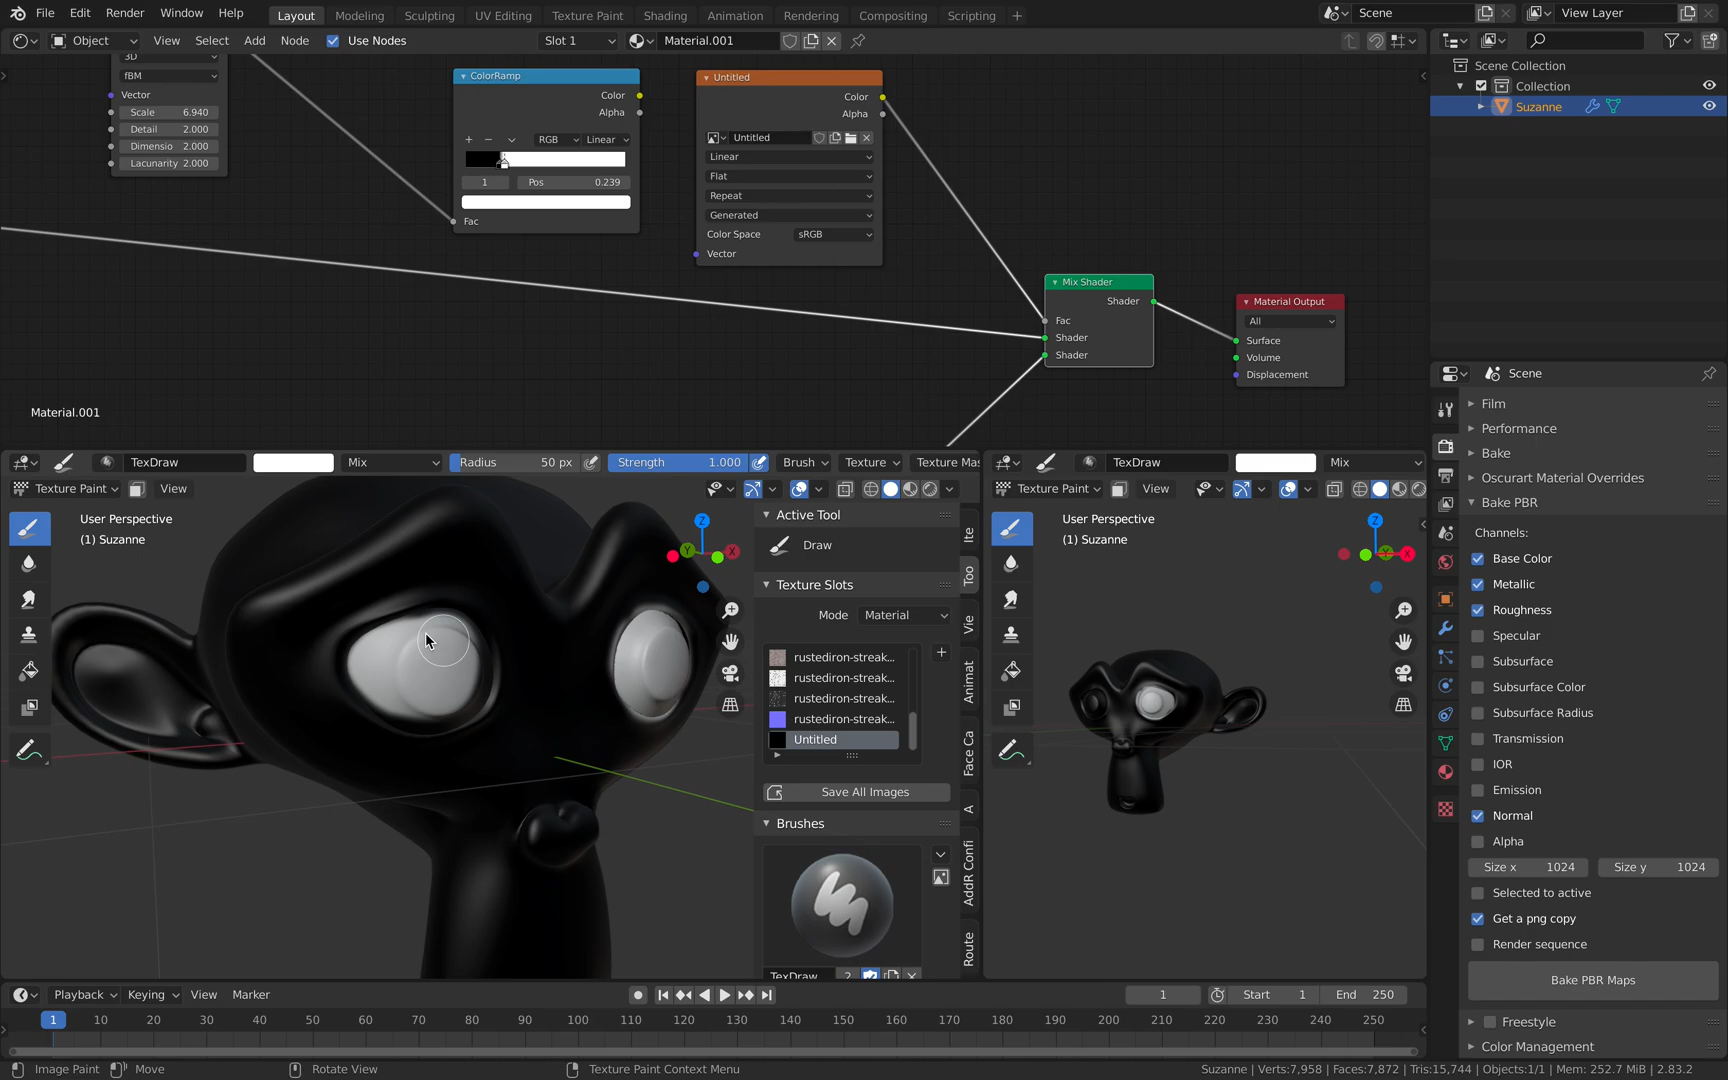 File Edit Render Window Help Layout Modeling Sculpting UV Editing Texture Paint Shading Animation Rendering Compositing Scripting + Scene View Layer
Object View Select Add Node Use Nodes Slot 1 Material.001
3D
fBM
Vector
Scale 6.940
Detail 2.000
Dimensio 2.000
Lacunarity 2.000
ColorRamp
Color
Alpha
+ − RGB Linear
1 Pos 0.239
Fac
Untitled
Color
Alpha
Untitled
Linear
Flat
Repeat
Generated
Color Space sRGB
Vector
Mix Shader
Shader
Fac
Shader
Shader
Material Output
All
Surface
Volume
Displacement
Material.001
Scene Collection
Collection
Suzanne
TexDraw Mix Radius 50 px Strength 1.000 Brush Texture Texture Mas
Texture Paint View
User Perspective
(1) Suzanne
Z
Y
X
Active Tool
Draw
Texture Slots
Mode Material
rustediron-streak...
rustediron-streak...
rustediron-streak...
rustediron-streak...
Untitled
+
Save All Images
Brushes
TexDraw 2
Ite
Too
Vie
Animat
Face Ca
A
AddR Confi
Route
TexDraw Mix
Texture Paint View
User Perspective
(1) Suzanne
Z
Y
X
Scene
Film
Performance
Bake
Oscurart Material Overrides
Bake PBR
Channels:
Base Color
Metallic
Roughness
Specular
Subsurface
Subsurface Color
Subsurface Radius
Transmission
IOR
Emission
Normal
Alpha
Size x 1024 Size y 1024
Selected to active
Get a png copy
Render sequence
Bake PBR Maps
Freestyle
Color Management
Playback Keying View Marker 1 Start 1 End 250
1 10 20 30 40 50 60 70 80 90 100 110 120 130 140 150 160 170 180 190 200 210 220 230 240 250
Image Paint Move Rotate View Texture Paint Context Menu Suzanne | Verts:7,958 | Faces:7,872 | Tris:15,744 | Objects:1/1 | Mem: 252.7 MiB | 2.83.2